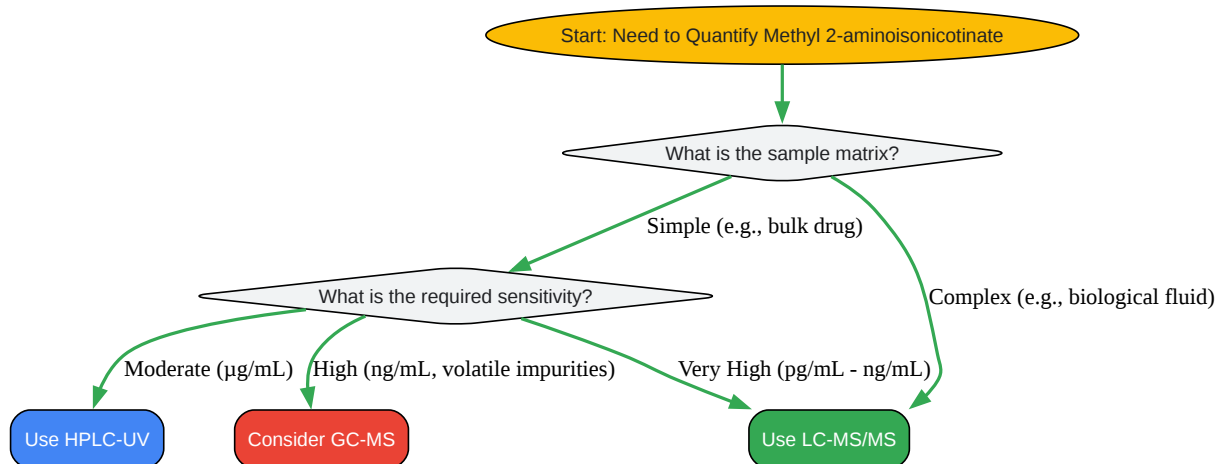 Start: Need to Quantify Methyl 2-aminoisonicotinate
What is the sample matrix?
Simple (e.g., bulk drug)
What is the required sensitivity?
Complex (e.g., biological fluid)
Moderate (µg/mL)
High (ng/mL, volatile impurities)
Very High (pg/mL - ng/mL)
Use HPLC-UV
Consider GC-MS
Use LC-MS/MS